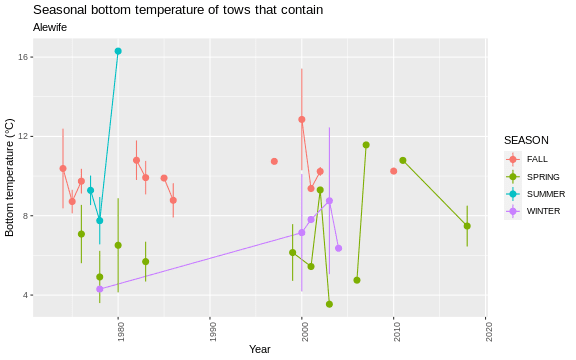 Seasonal bottom temperature of tows that contain
Alewife
Bottom temperature (°C)
16
12
8
4
1980
1990
2000
2010
2020
Year
SEASON
FALL
SPRING
SUMMER
WINTER